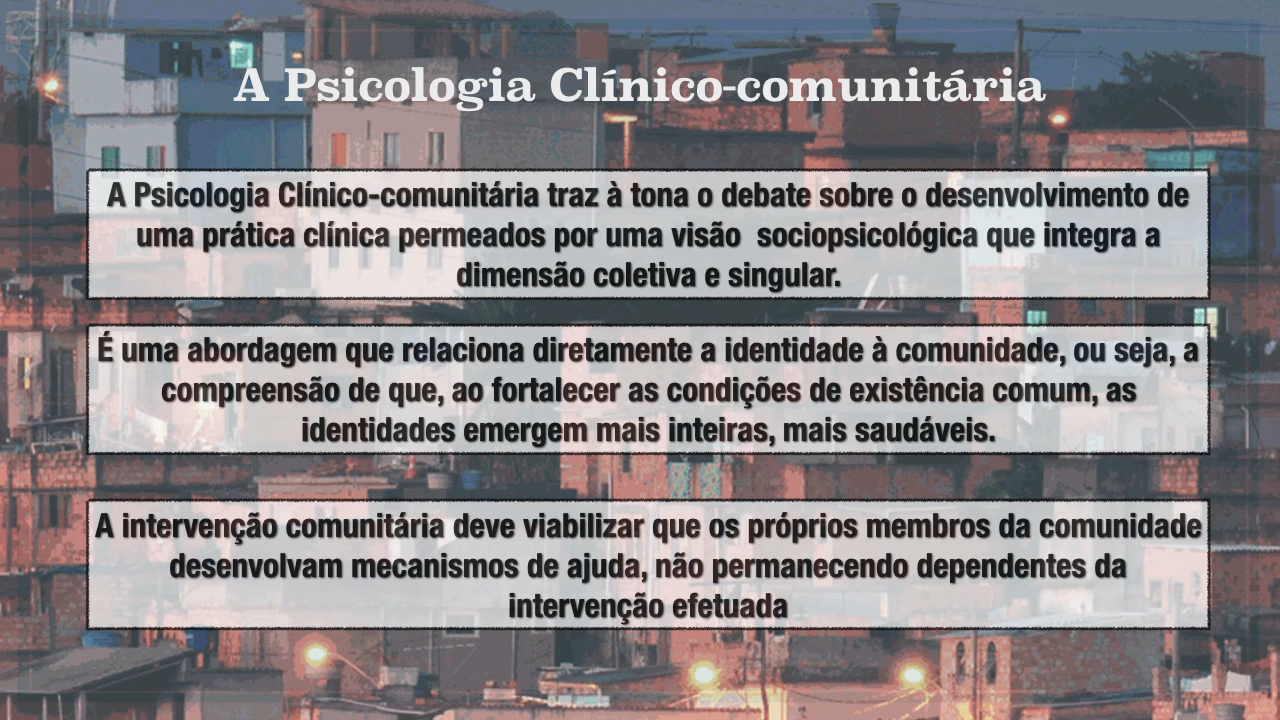 A Psicologia Clínico-comunitária
A Psicologia Clínico-comunitária traz à tona o debate sobre o desenvolvimento de
uma prática clínica permeados por uma visão  sociopsicológica que integra a
dimensão coletiva e singular.
É uma abordagem que relaciona diretamente a identidade à comunidade, ou seja, a
compreensão de que, ao fortalecer as condições de existência comum, as
identidades emergem mais inteiras, mais saudáveis.
A intervenção comunitária deve viabilizar que os próprios membros da comunidade
desenvolvam mecanismos de ajuda, não permanecendo dependentes da
intervenção efetuada